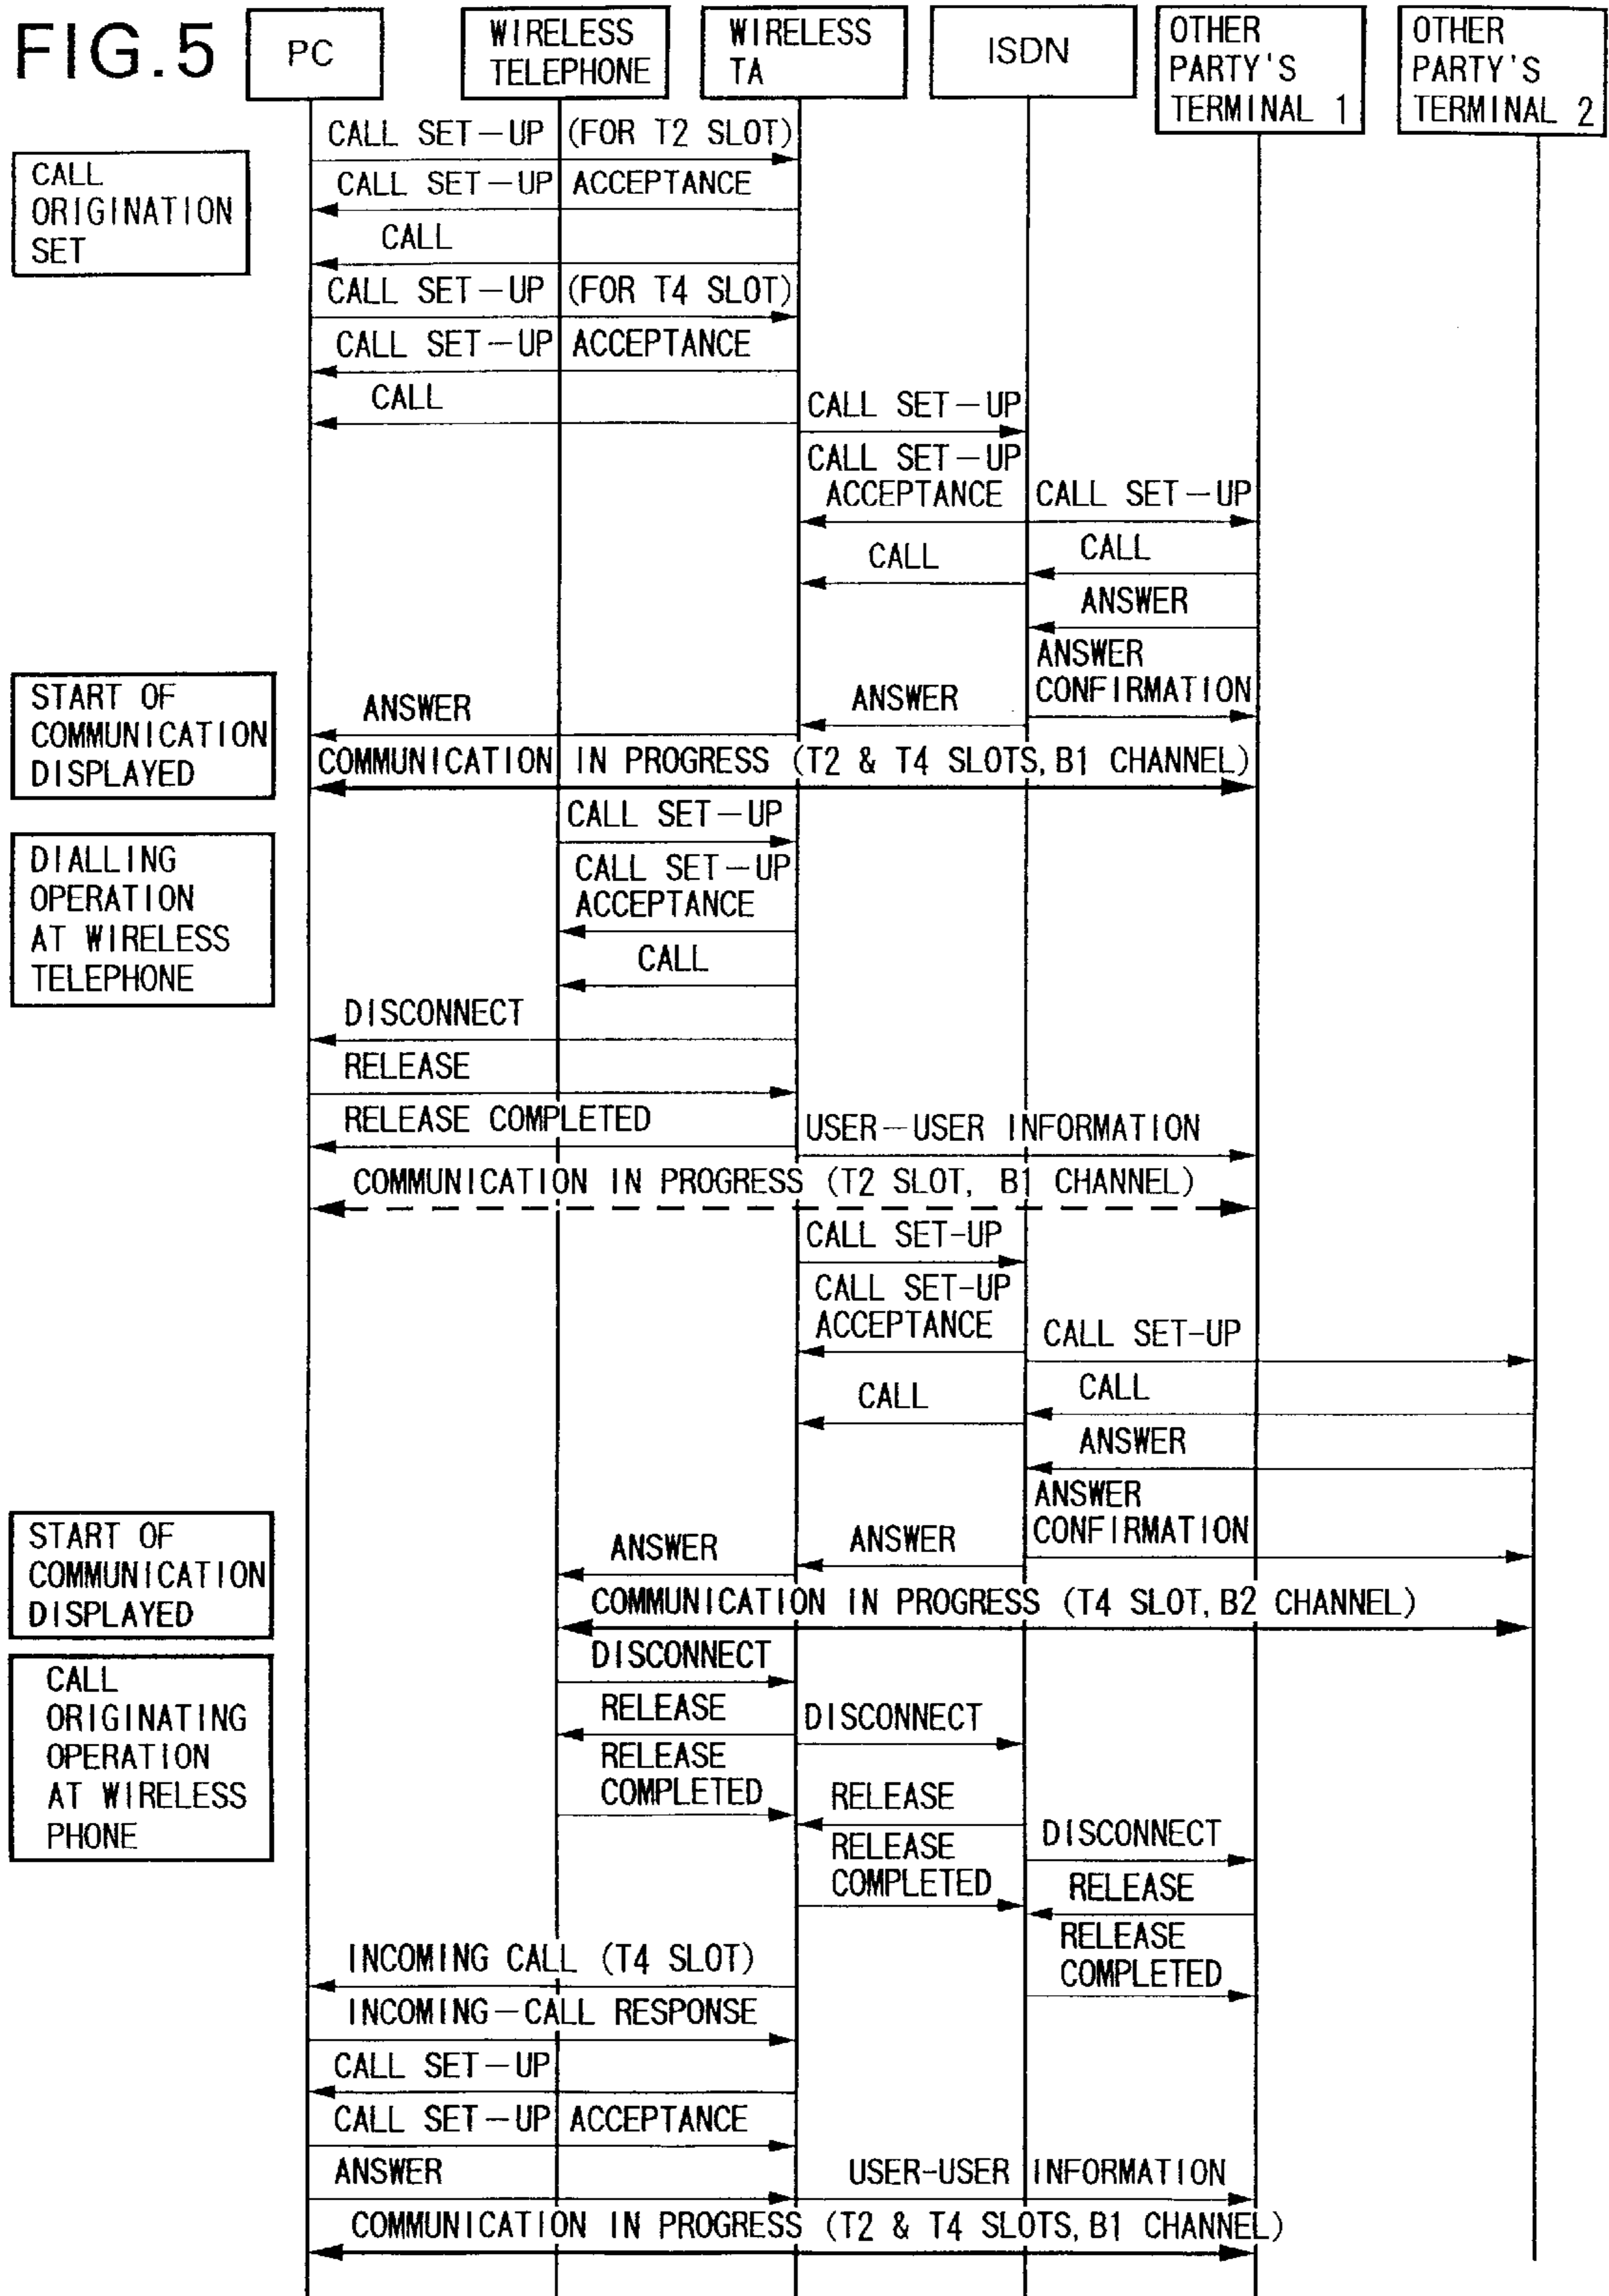 FIG.5
PC
WIRELESS
TELEPHONE
WIRELESS
TA
ISDN
OTHER
PARTY'S
TERMINAL 1
OTHER
PARTY'S
TERMINAL 2
CALL SET-UP (FOR T2 SLOT)
CALL
ORIGINATION
SET
CALL SET-UP ACCEPTANCE
CALL
CALL SET-UP (FOR T4 SLOT)
CALL SET-UP ACCEPTANCE
CALL
CALL SET-UP
CALL SET-UP
ACCEPTANCE
CALL SET-UP
CALL
CALL
ANSWER
ANSWER
CONFIRMATION
START OF
COMMUNICATION
DISPLAYED
ANSWER
ANSWER
COMMUNICATION IN PROGRESS (T2 & T4 SLOTS, B1 CHANNEL)
CALL SET-UP
DIALLING
OPERATION
AT WIRELESS
TELEPHONE
CALL SET-UP
ACCEPTANCE
CALL
DISCONNECT
RELEASE
RELEASE COMPLETED
USER-USER INFORMATION
COMMUNICATION IN PROGRESS (T2 SLOT, B1 CHANNEL)
CALL SET-UP
CALL SET-UP
ACCEPTANCE
CALL SET-UP
CALL
CALL
ANSWER
ANSWER
CONFIRMATION
START OF
COMMUNICATION
DISPLAYED
ANSWER
ANSWER
COMMUNICATION IN PROGRESS (T4 SLOT, B2 CHANNEL)
DISCONNECT
CALL
ORIGINATING
OPERATION
AT WIRELESS
PHONE
RELEASE
DISCONNECT
RELEASE
COMPLETED
RELEASE
DISCONNECT
RELEASE
COMPLETED
RELEASE
RELEASE
COMPLETED
INCOMING CALL (T4 SLOT)
INCOMING-CALL RESPONSE
CALL SET-UP
CALL SET-UP ACCEPTANCE
ANSWER
USER-USER INFORMATION
COMMUNICATION IN PROGRESS (T2 & T4 SLOTS, B1 CHANNEL)